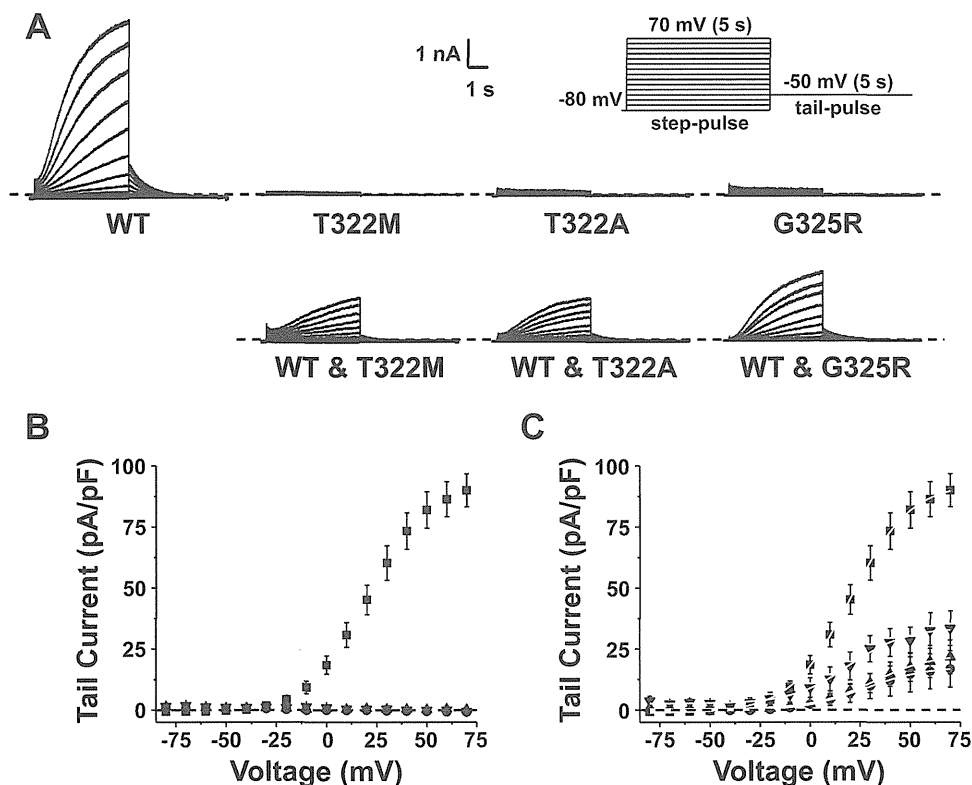 A
70 mV (5 s)
1 nA
1 s
-80 mV
-50 mV (5 s)
step-pulse
tail-pulse
WT
T322M
T322A
G325R
WT & T322M
WT & T322A
WT & G325R
B
C
Tail Current (pA/pF)
100
75
50
25
0
-75 -50 -25 0 25 50 75
Voltage (mV)
Tail Current (pA/pF)
100
75
50
25
0
-75 -50 -25 0 25 50 75
Voltage (mV)